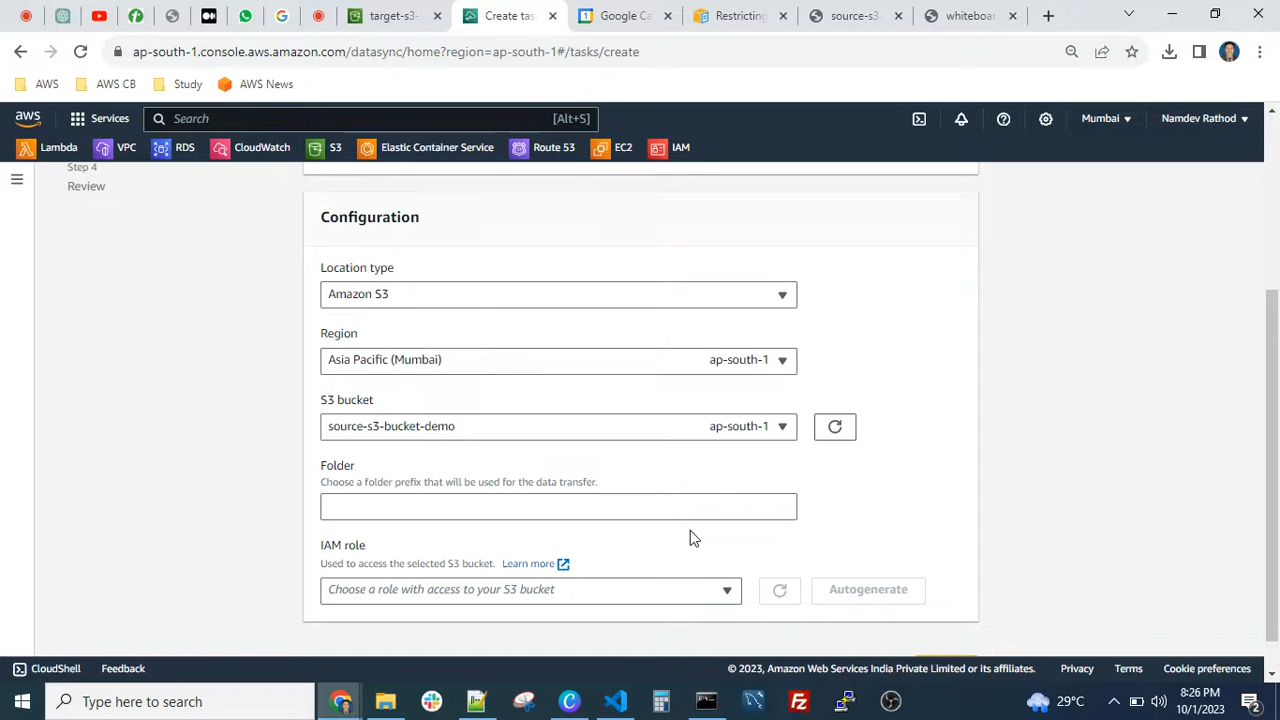 target-s3-
Create tas
Google Ca
Restricting
source-s3
whiteboar
ap-south-1.console.aws.amazon.com/datasync/home?region=ap-south-1#/tasks/create
AWS
AWS CB
Study
AWS News
aws
Services
Search
[Alt+S]
Mumbai
Namdev Rathod
Lambda
VPC
RDS
CloudWatch
S3
Elastic Container Service
Route 53
EC2
IAM
Step 4
Review
Configuration
Location type
Amazon S3
Region
Asia Pacific (Mumbai)
ap-south-1
S3 bucket
source-s3-bucket-demo
ap-south-1
Folder
Choose a folder prefix that will be used for the data transfer.
IAM role
Used to access the selected S3 bucket. Learn more
Choose a role with access to your S3 bucket
Autogenerate
CloudShell
Feedback
© 2023, Amazon Web Services India Private Limited or its affiliates.
Privacy
Terms
Cookie preferences
Type here to search
29°C
8:26 PM
10/1/2023
2